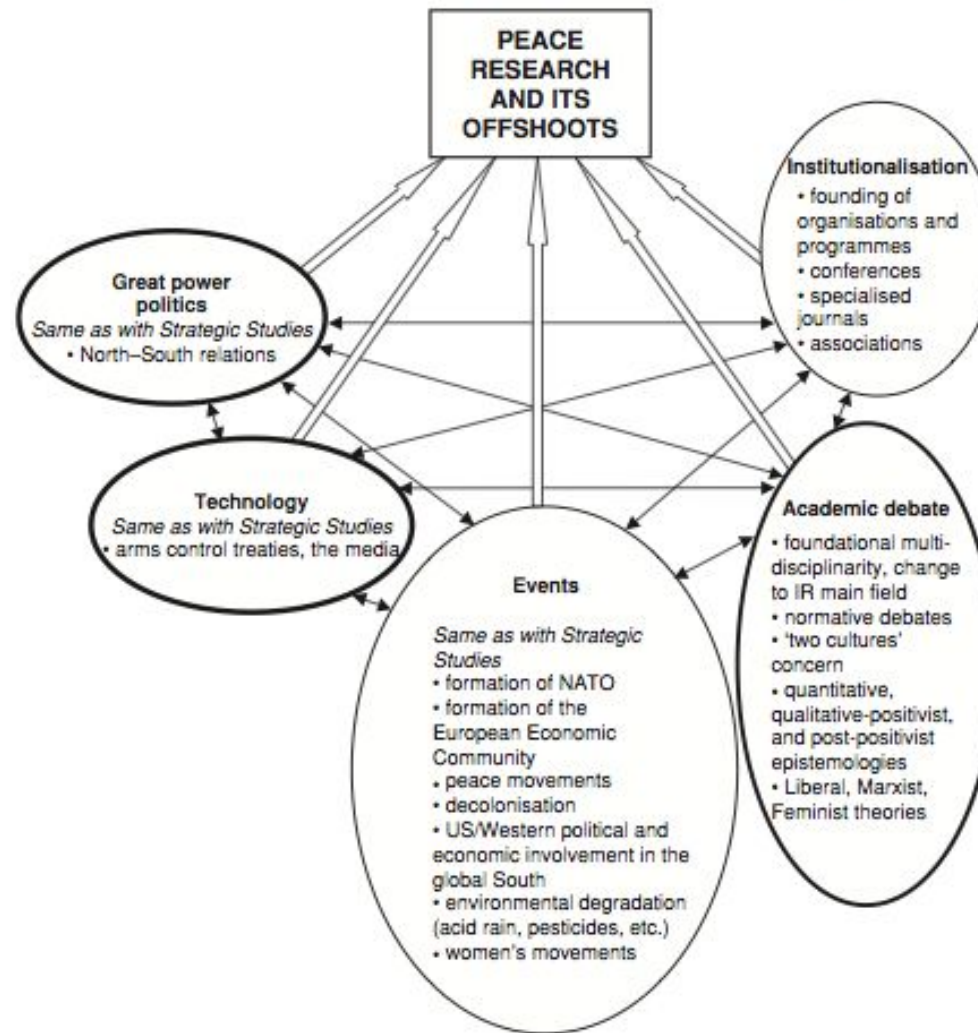 PEACE
RESEARCH
AND ITS
OFFSHOOTS
Institutionalisation
• founding of
organisations and
programmes
• conferences
• specialised
journals
• associations
Great power
politics
Same as with Strategic Studies
• North–South relations
Technology
Same as with Strategic Studies
• arms control treaties, the media
Events
Same as with Strategic
Studies
• formation of NATO
• formation of the
European Economic
Community
• peace movements
• decolonisation
• US/Western political and
economic involvement in the
global South
• environmental degradation
(acid rain, pesticides, etc.)
• women's movements
Academic debate
• foundational multi-
disciplinarity, change
to IR main field
• normative debates
• 'two cultures'
concern
• quantitative,
qualitative-positivist,
and post-positivist
epistemologies
• Liberal, Marxist,
Feminist theories